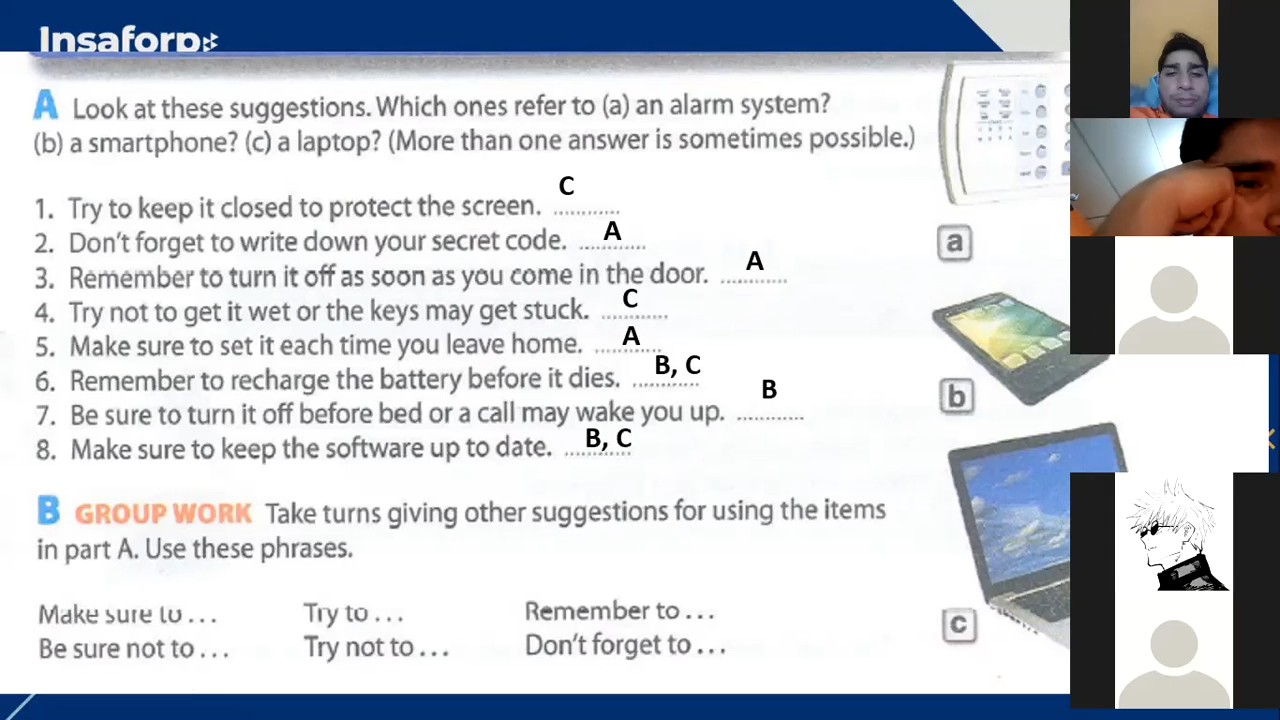 Insaforp
A Look at these suggestions. Which ones refer to (a) an alarm system?
(b) a smartphone? (c) a laptop? (More than one answer is sometimes possible.)
1. Try to keep it closed to protect the screen. ............ C
2. Don't forget to write down your secret code. ............ A
3. Remember to turn it off as soon as you come in the door. ............ A
4. Try not to get it wet or the keys may get stuck. ............ C
5. Make sure to set it each time you leave home. ............ A
6. Remember to recharge the battery before it dies. ............ B, C
7. Be sure to turn it off before bed or a call may wake you up. ............ B
8. Make sure to keep the software up to date. ............ B, C
a
b
c
B GROUP WORK Take turns giving other suggestions for using the items
in part A. Use these phrases.
Make sure to ... Try to ... Remember to ...
Be sure not to ... Try not to ... Don't forget to ...